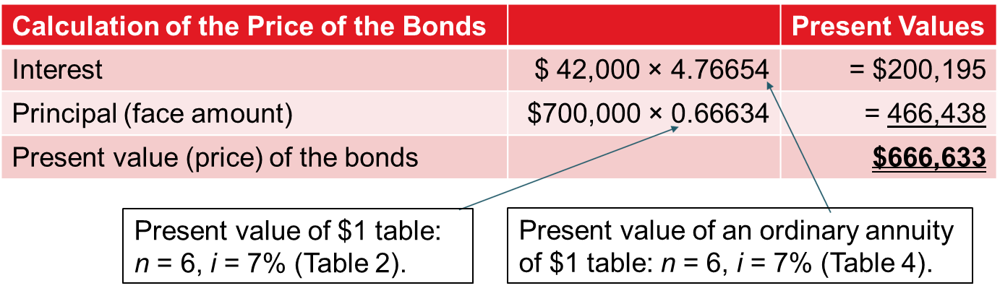 Calculation of the Price of the Bonds Present Values
Interest $ 42,000 × 4.76654 = $200,195
Principal (face amount) $700,000 × 0.66634 = 466,438
Present value (price) of the bonds $666,633
Present value of $1 table:
n = 6, i = 7% (Table 2).
Present value of an ordinary annuity
of $1 table: n = 6, i = 7% (Table 4).